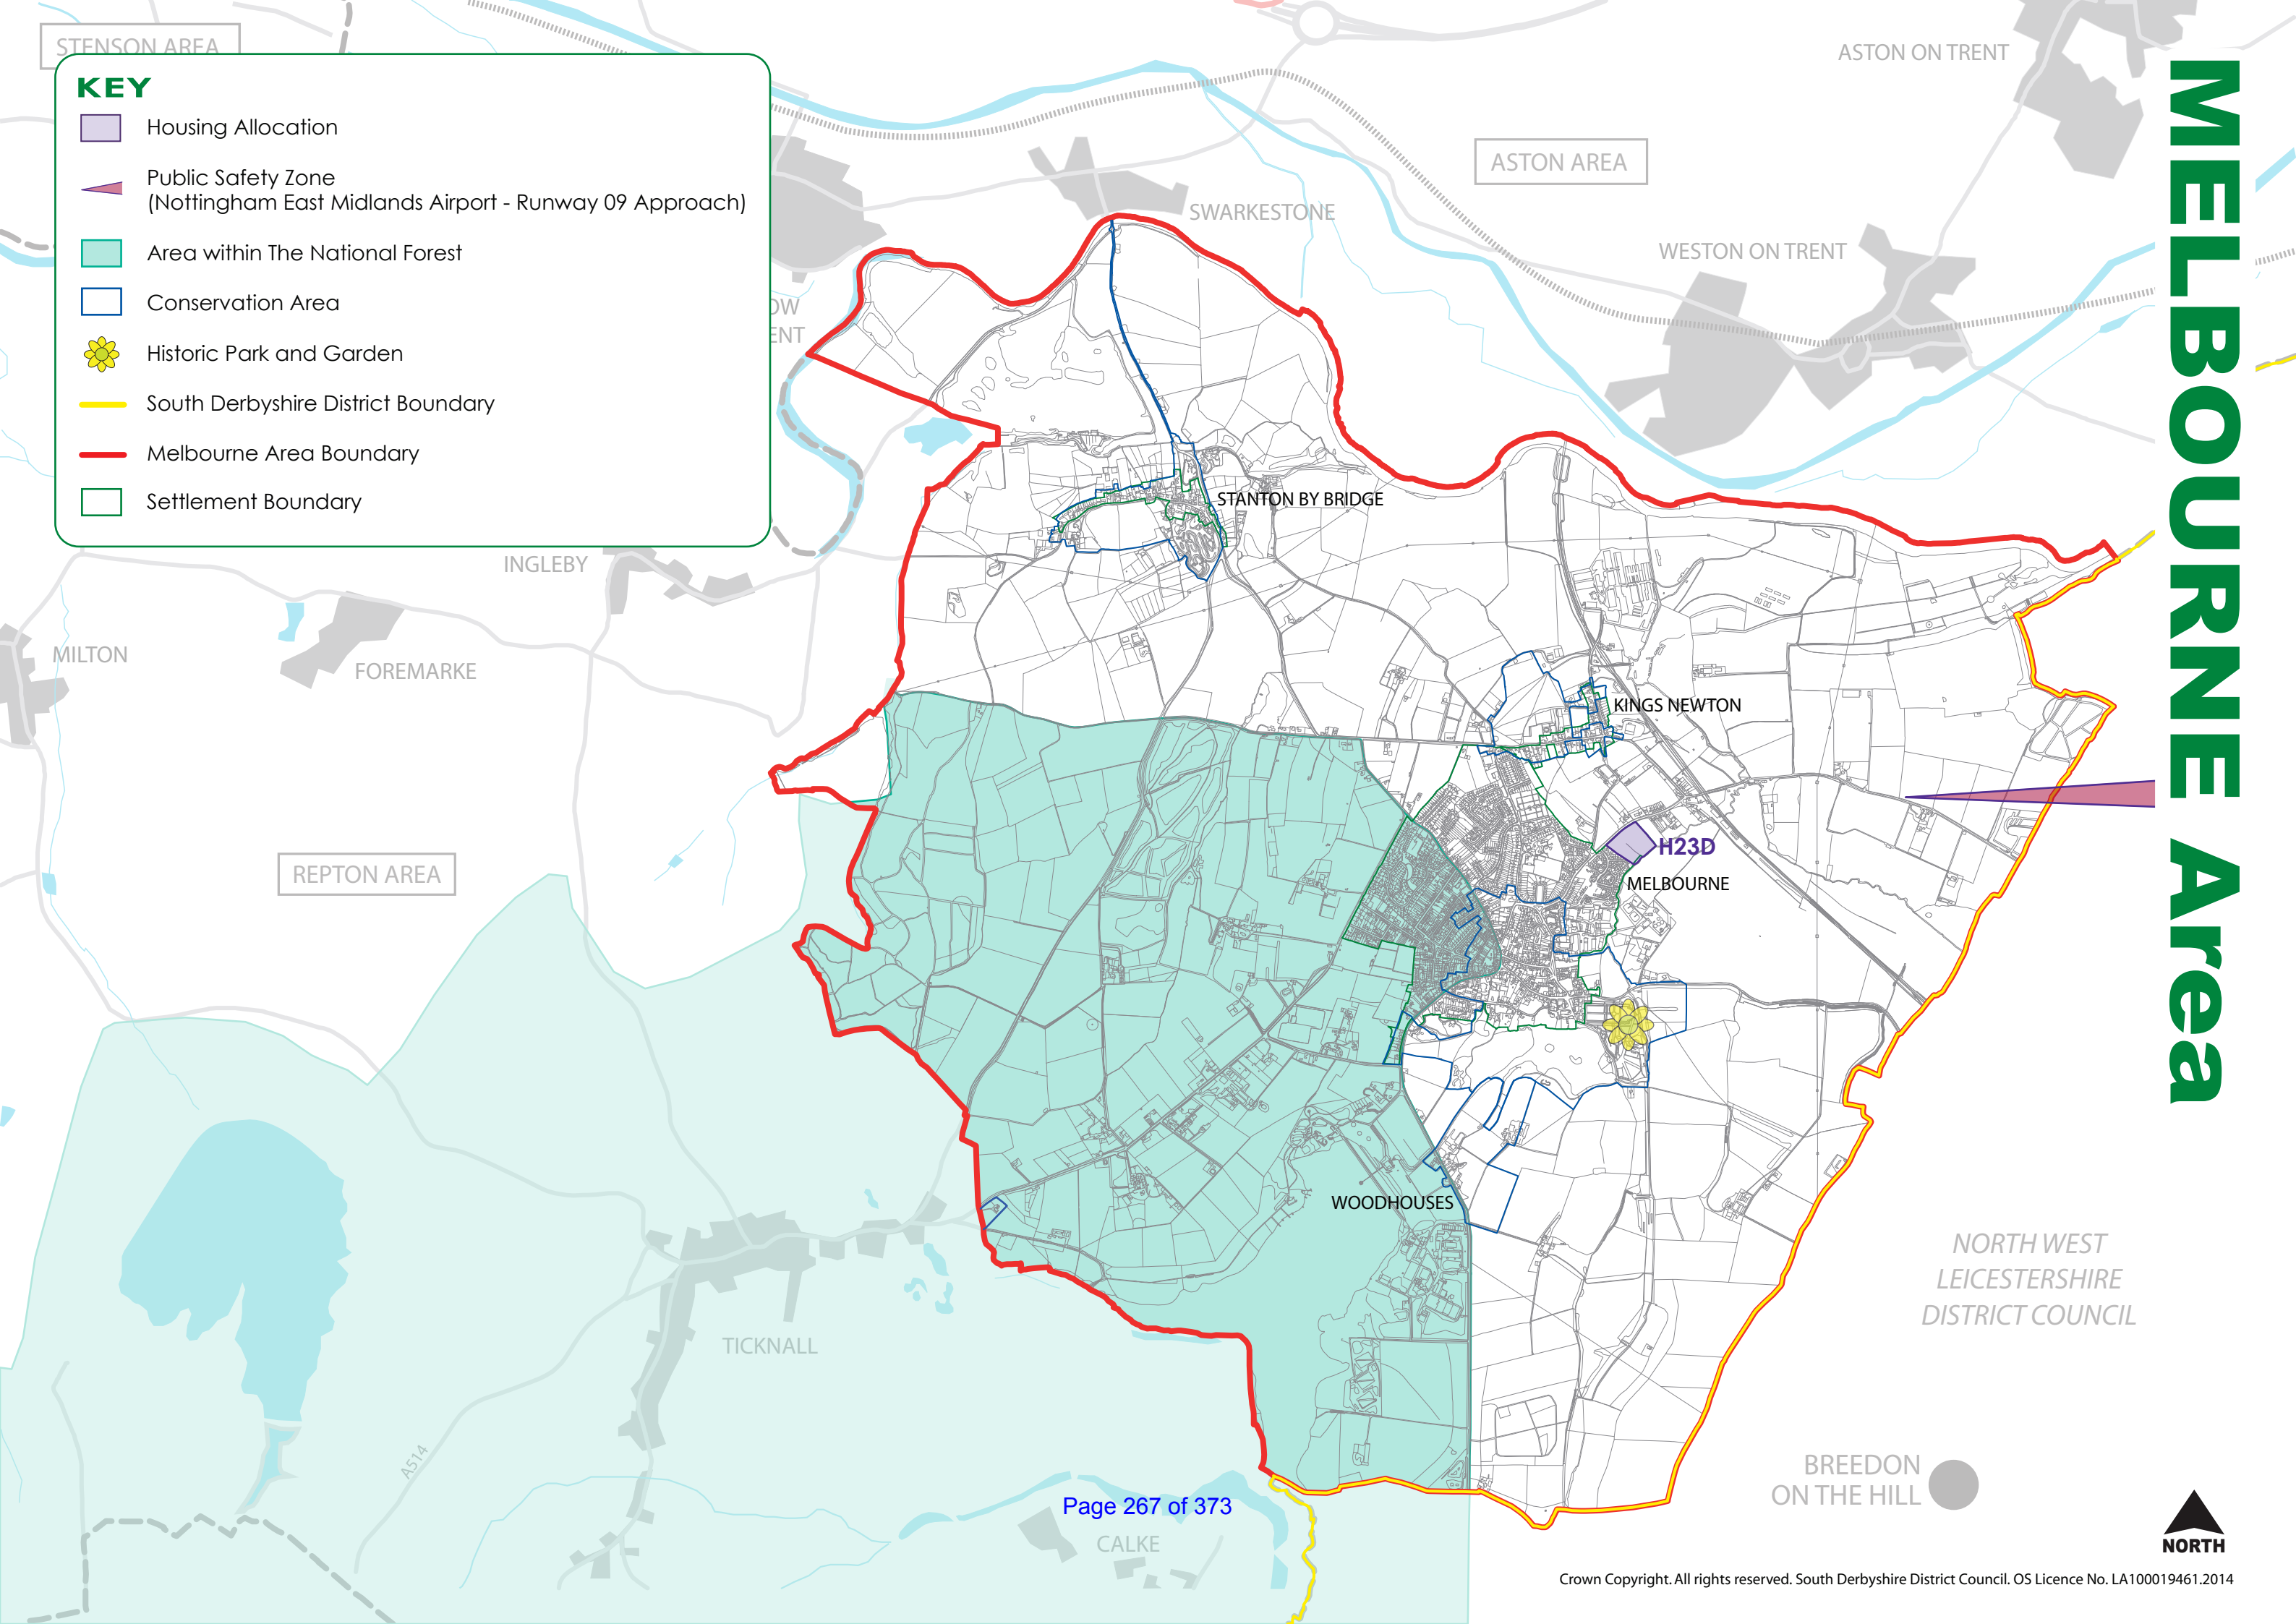 STENSON AREA
KEY
Housing Allocation
Public Safety Zone
(Nottingham East Midlands Airport - Runway 09 Approach)
Area within The National Forest
Conservation Area
Historic Park and Garden
South Derbyshire District Boundary
Melbourne Area Boundary
Settlement Boundary
ASTON ON TRENT
ASTON AREA
SWARKESTONE
WESTON ON TRENT
OW
ENT
STANTON BY BRIDGE
INGLEBY
MILTON
FOREMARKE
KINGS NEWTON
H23D
MELBOURNE
REPTON AREA
WOODHOUSES
NORTH WEST
LEICESTERSHIRE
DISTRICT COUNCIL
TICKNALL
A514
BREEDON
ON THE HILL
Page 267 of 373
CALKE
NORTH
Crown Copyright. All rights reserved. South Derbyshire District Council. OS Licence No. LA100019461.2014
MELBOURNE Area